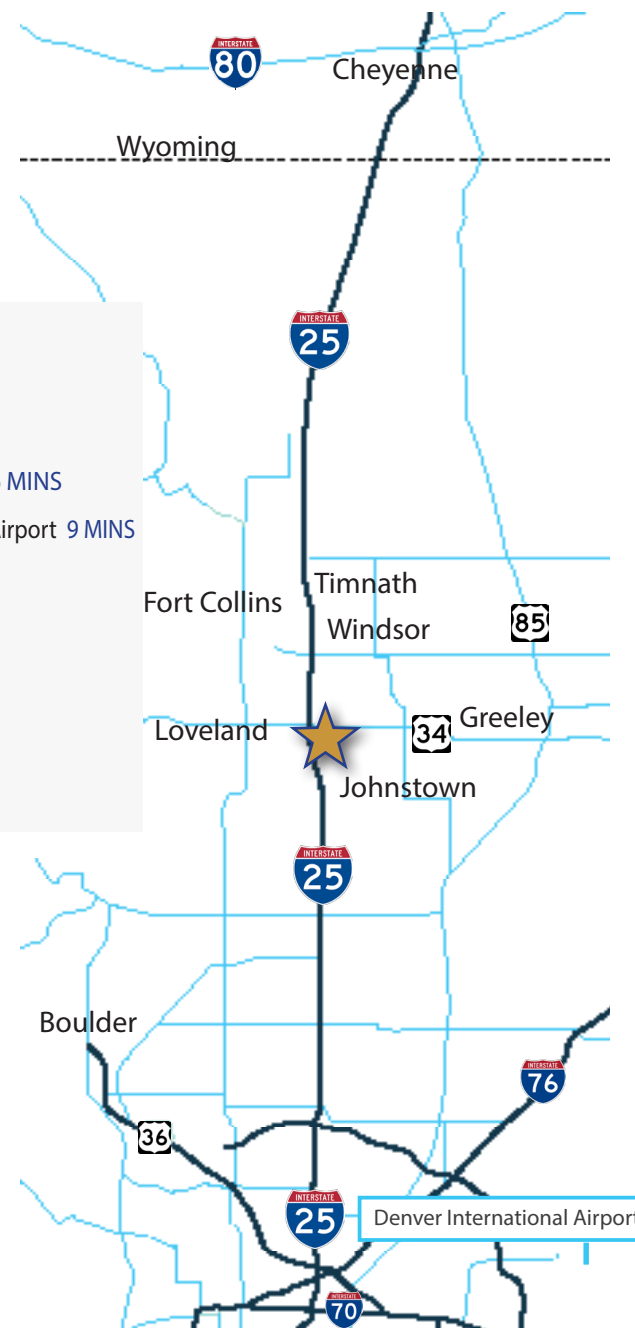 INTERSTATE
80
Cheyenne
Wyoming
INTERSTATE
25
MINS
irport 9 MINS
Timnath
Fort Collins
Windsor
85
Greeley
Loveland
34
Johnstown
INTERSTATE
25
Boulder
INTERSTATE
76
36
INTERSTATE
25
Denver International Airport
INTERSTATE
70